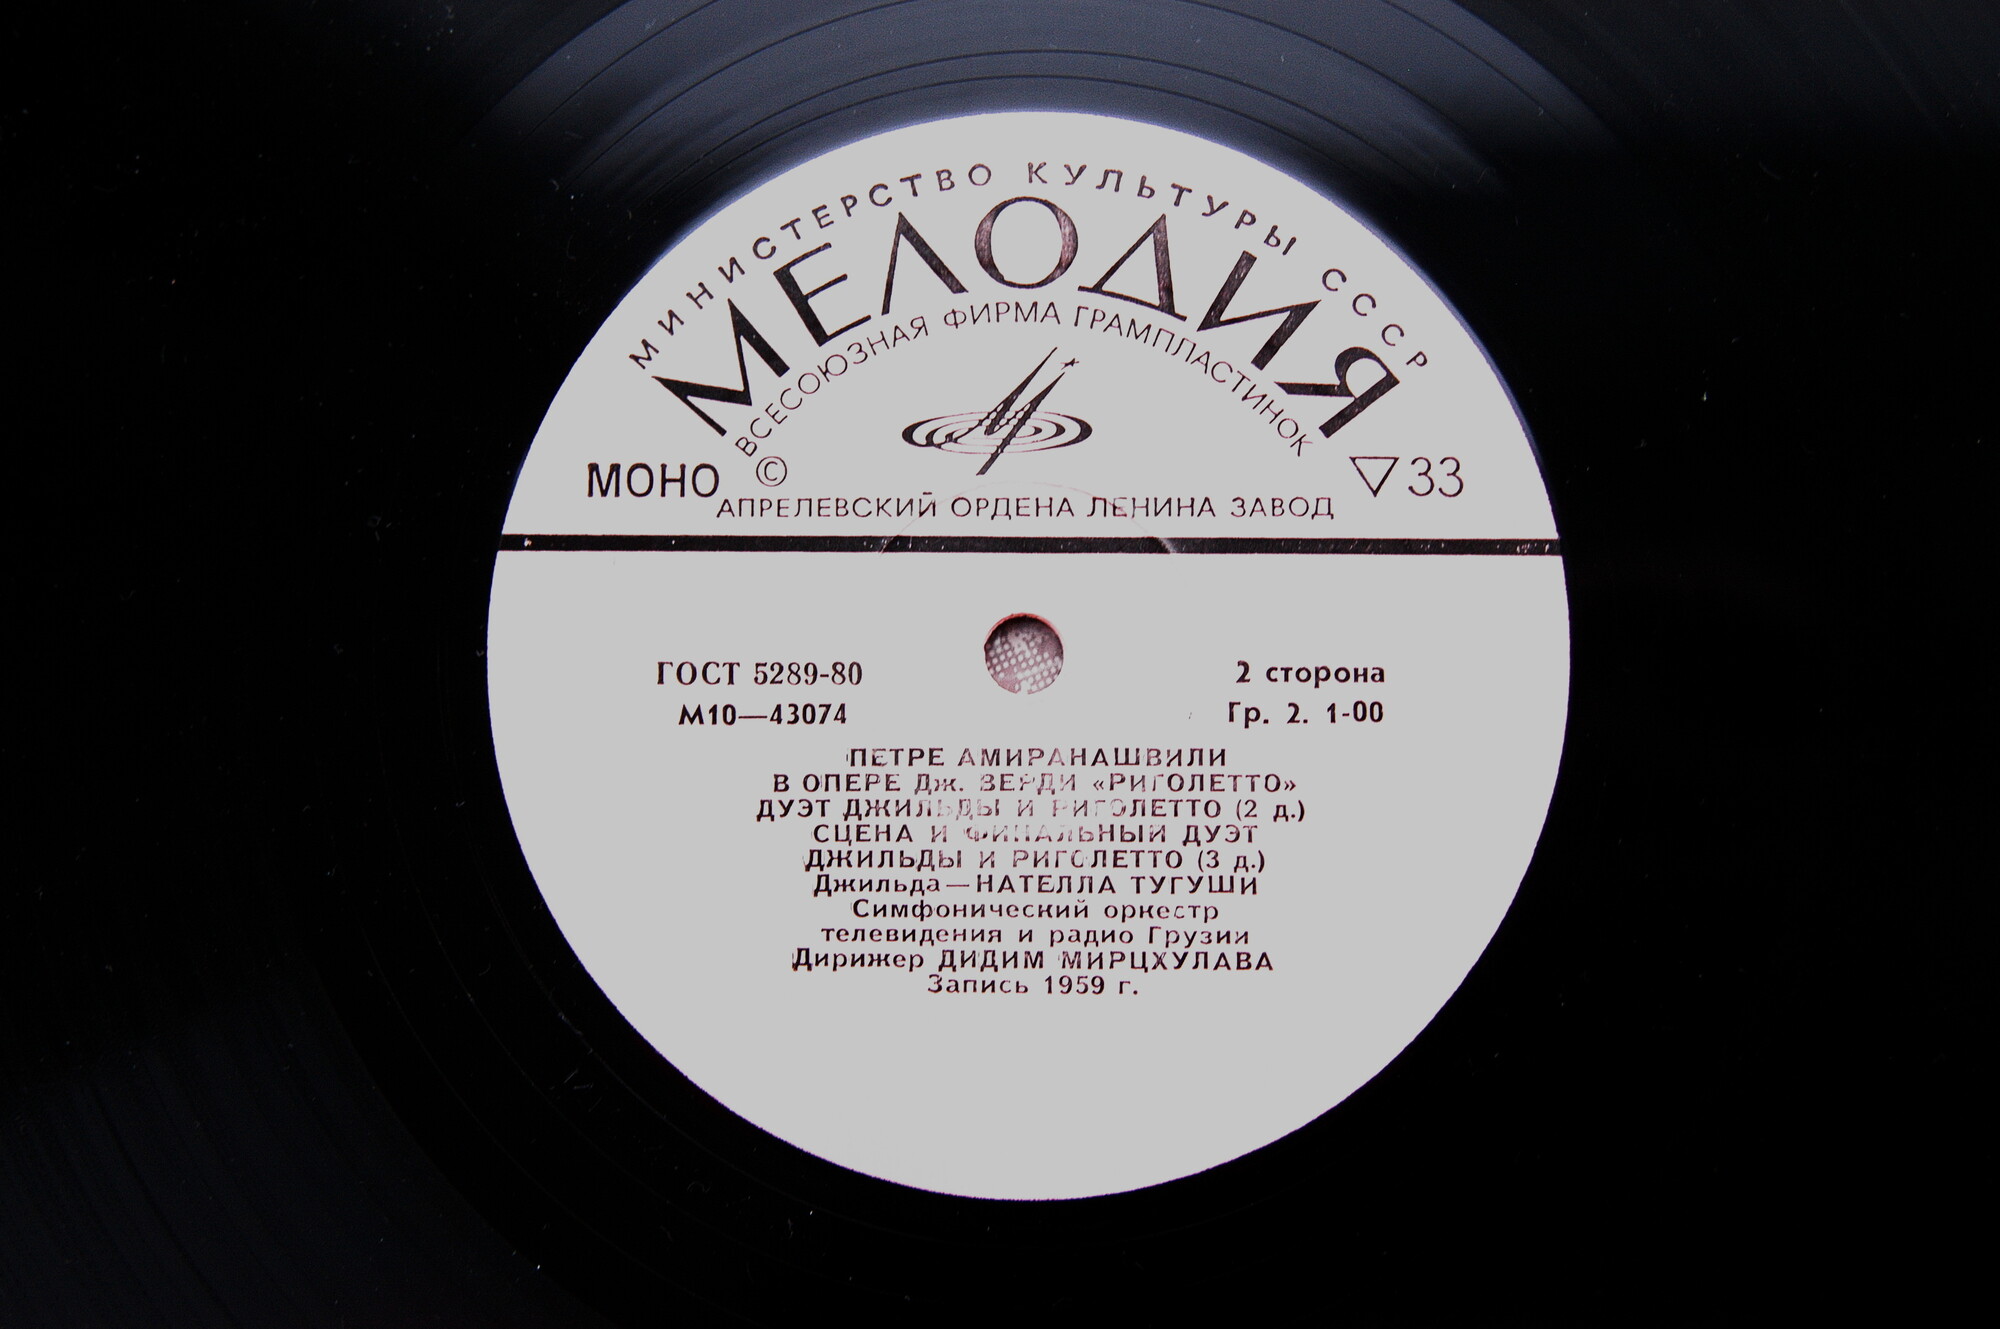 МИНИСТЕРСТВО КУЛЬТУРЫ СССР
МЕЛОДИЯ
ВСЕСОЮЗНАЯ ФИРМА ГРАМПЛАСТИНОК
МОНО © ▽33
АПРЕЛЕВСКИЙ ОРДЕНА ЛЕНИНА ЗАВОД
ГОСТ 5289-80 2 сторона
М10—43074 Гр. 2. 1-00
ПЕТРЕ АМИРАНАШВИЛИ
В ОПЕРЕ Дж. ВЕРДИ «РИГОЛЕТТО»
ДУЭТ ДЖИЛЬДЫ И РИГОЛЕТТО (2 д.)
СЦЕНА И ФИНАЛЬНЫЙ ДУЭТ
ДЖИЛЬДЫ И РИГОЛЕТТО (3 д.)
Джильда — НАТЕЛЛА ТУГУШИ
Симфонический оркестр
телевидения и радио Грузии
Дирижер ДИДИМ МИРЦХУЛАВА
Запись 1959 г.